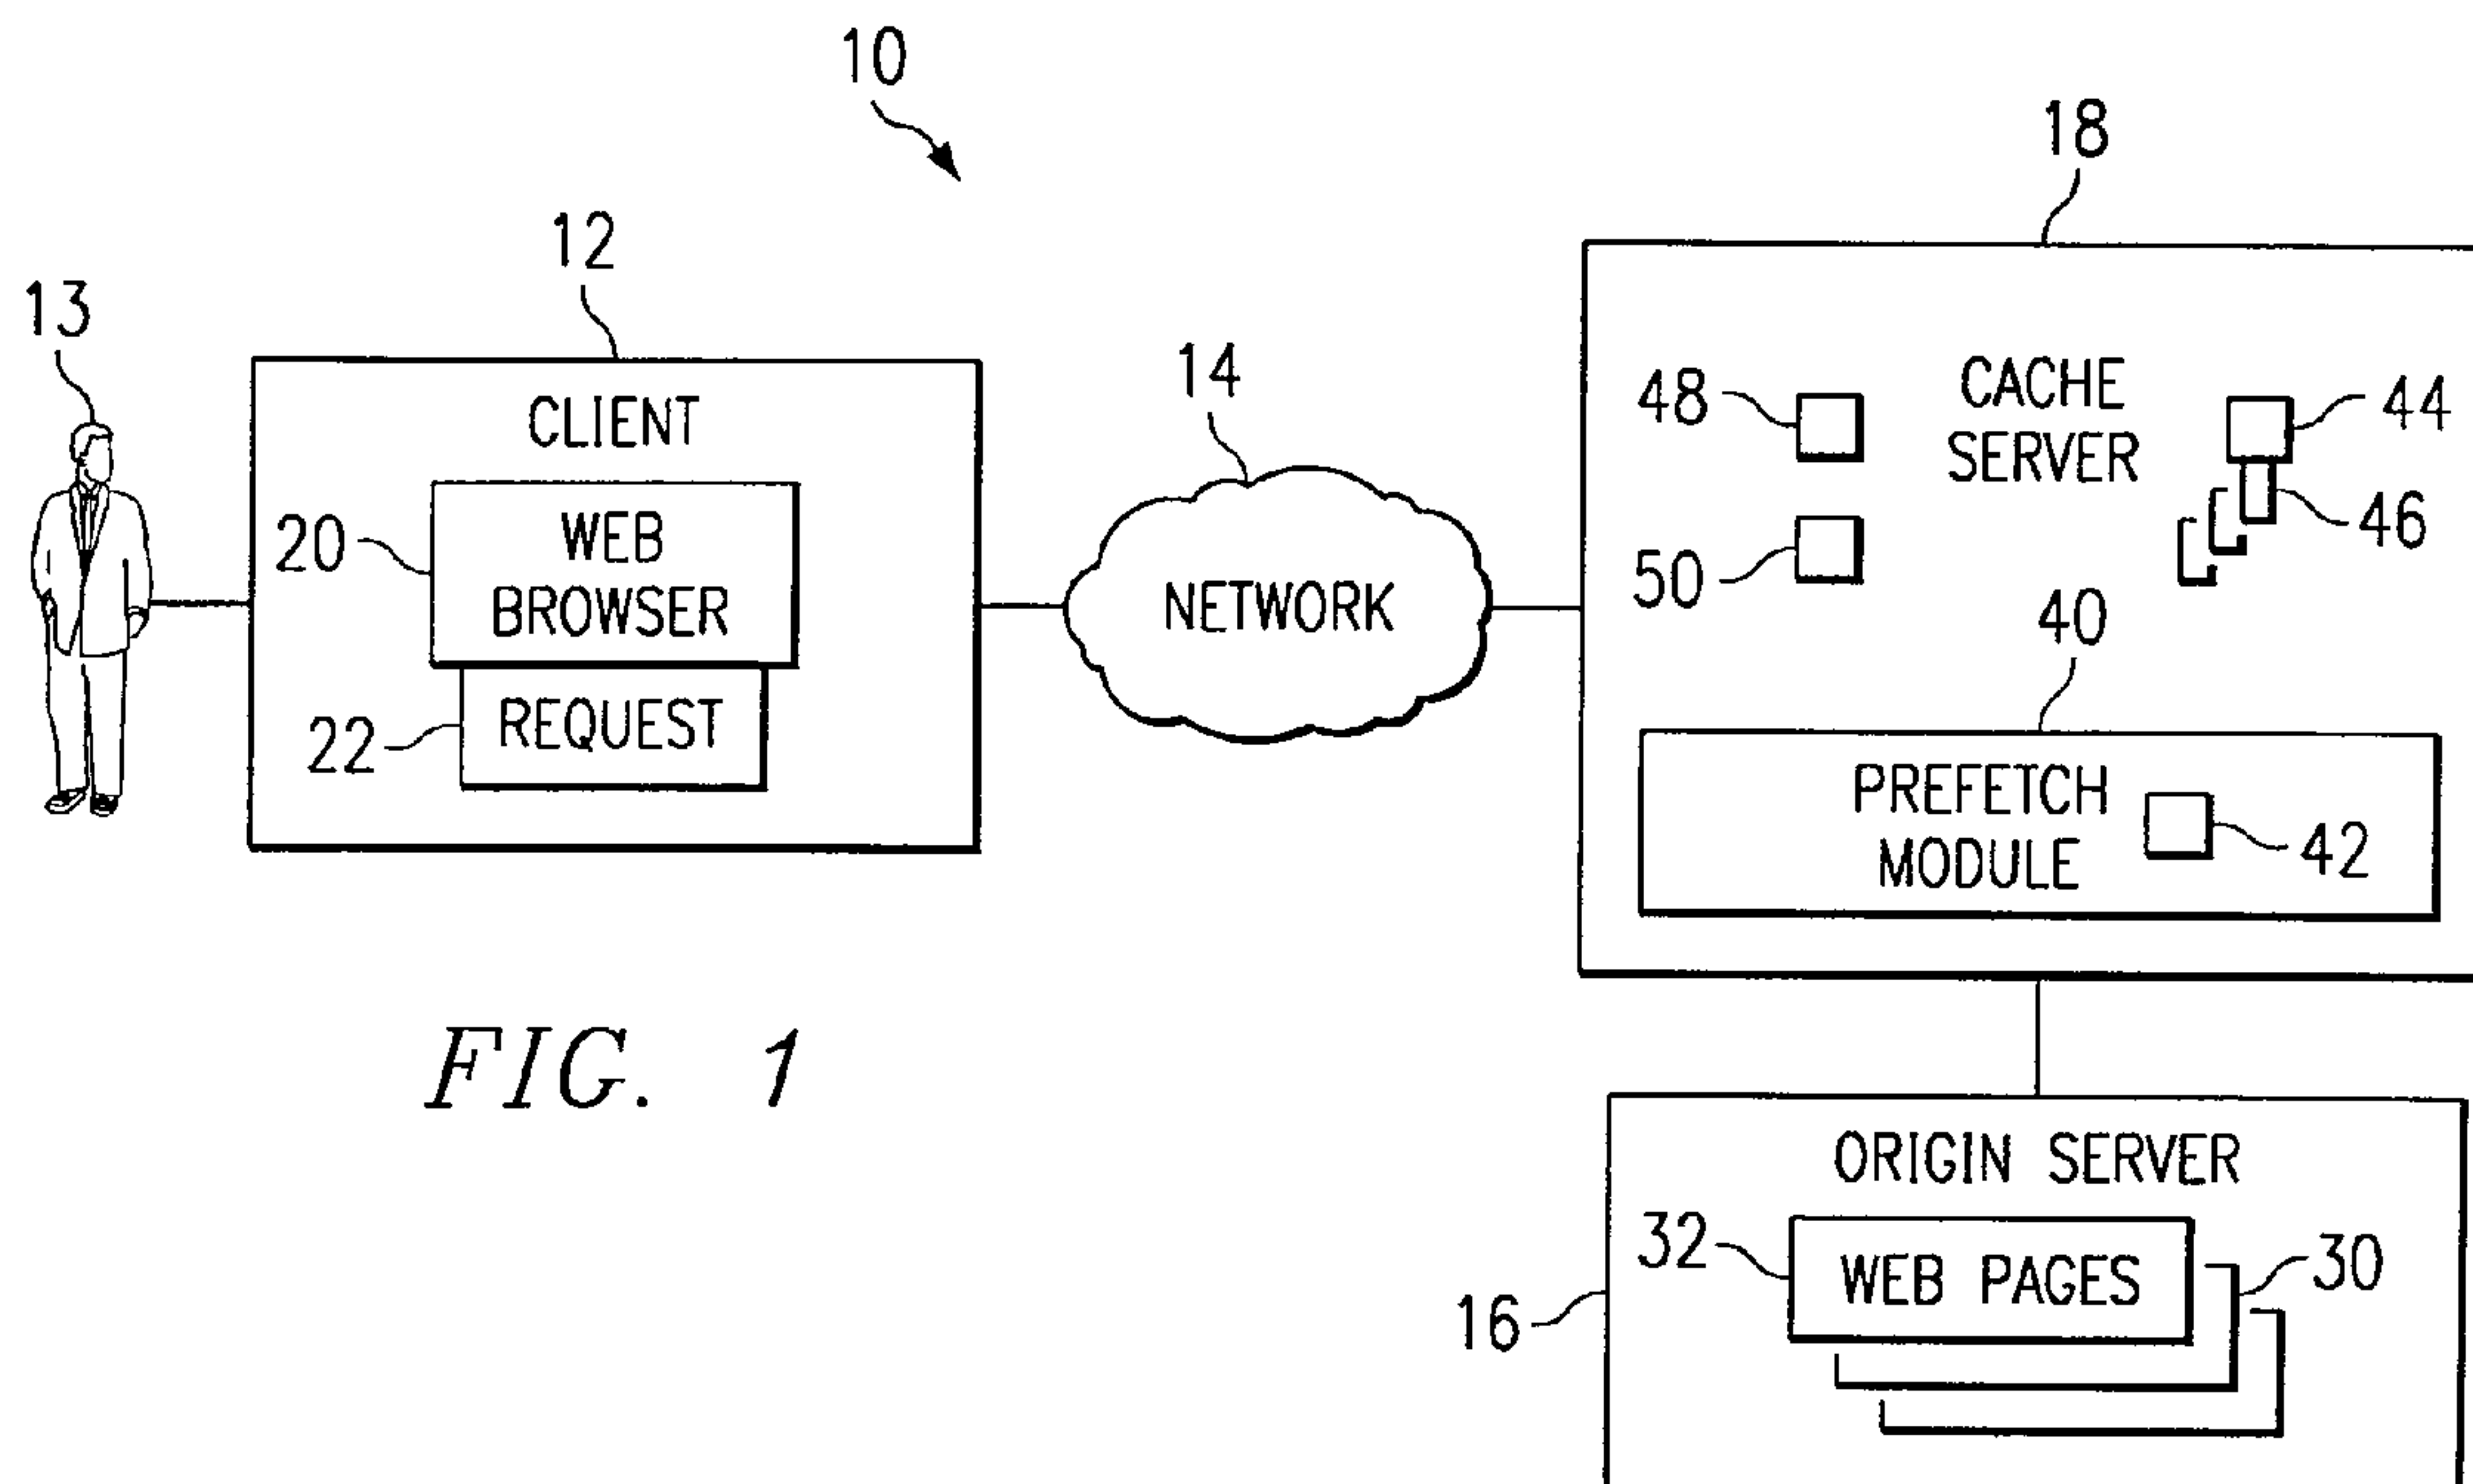 10
18
12
13
14
CLIENT
CACHE
SERVER
48
44
20
WEB
BROWSER
46
50
NETWORK
40
22
REQUEST
PREFETCH
MODULE
42
FIG. 1
ORIGIN SERVER
32
WEB PAGES
30
16